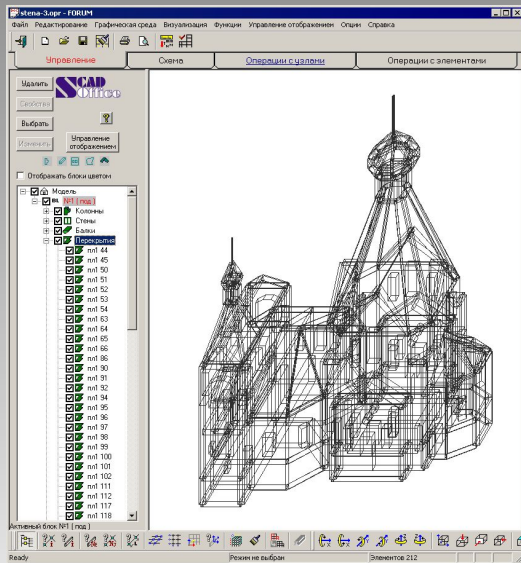 stena-3.opr - FORUM
Файл Редактирование Графическая среда Визуализация Функции Управление отображением Опции Справка
Управление Схема Операции с узлами Операции с элементами
Удалить
SCAD Office
Свойства
Выбрать
Изменить
Управление отображением
Отображать блоки цветом
Модель
№1 ( под )
Колонны
Стены
Балки
Перекрытия
пл1 44
пл1 45
пл1 50
пл1 51
пл1 52
пл1 53
пл1 54
пл1 63
пл1 64
пл1 65
пл1 66
пл1 86
пл1 90
пл1 91
пл1 92
пл1 94
пл1 95
пл1 96
пл1 97
пл1 98
пл1 99
пл1 100
пл1 101
пл1 102
пл1 111
пл1 112
пл1 117
пл1 118
Активный блок №1 ( под )
Ready Режим не выбран Элементов 212